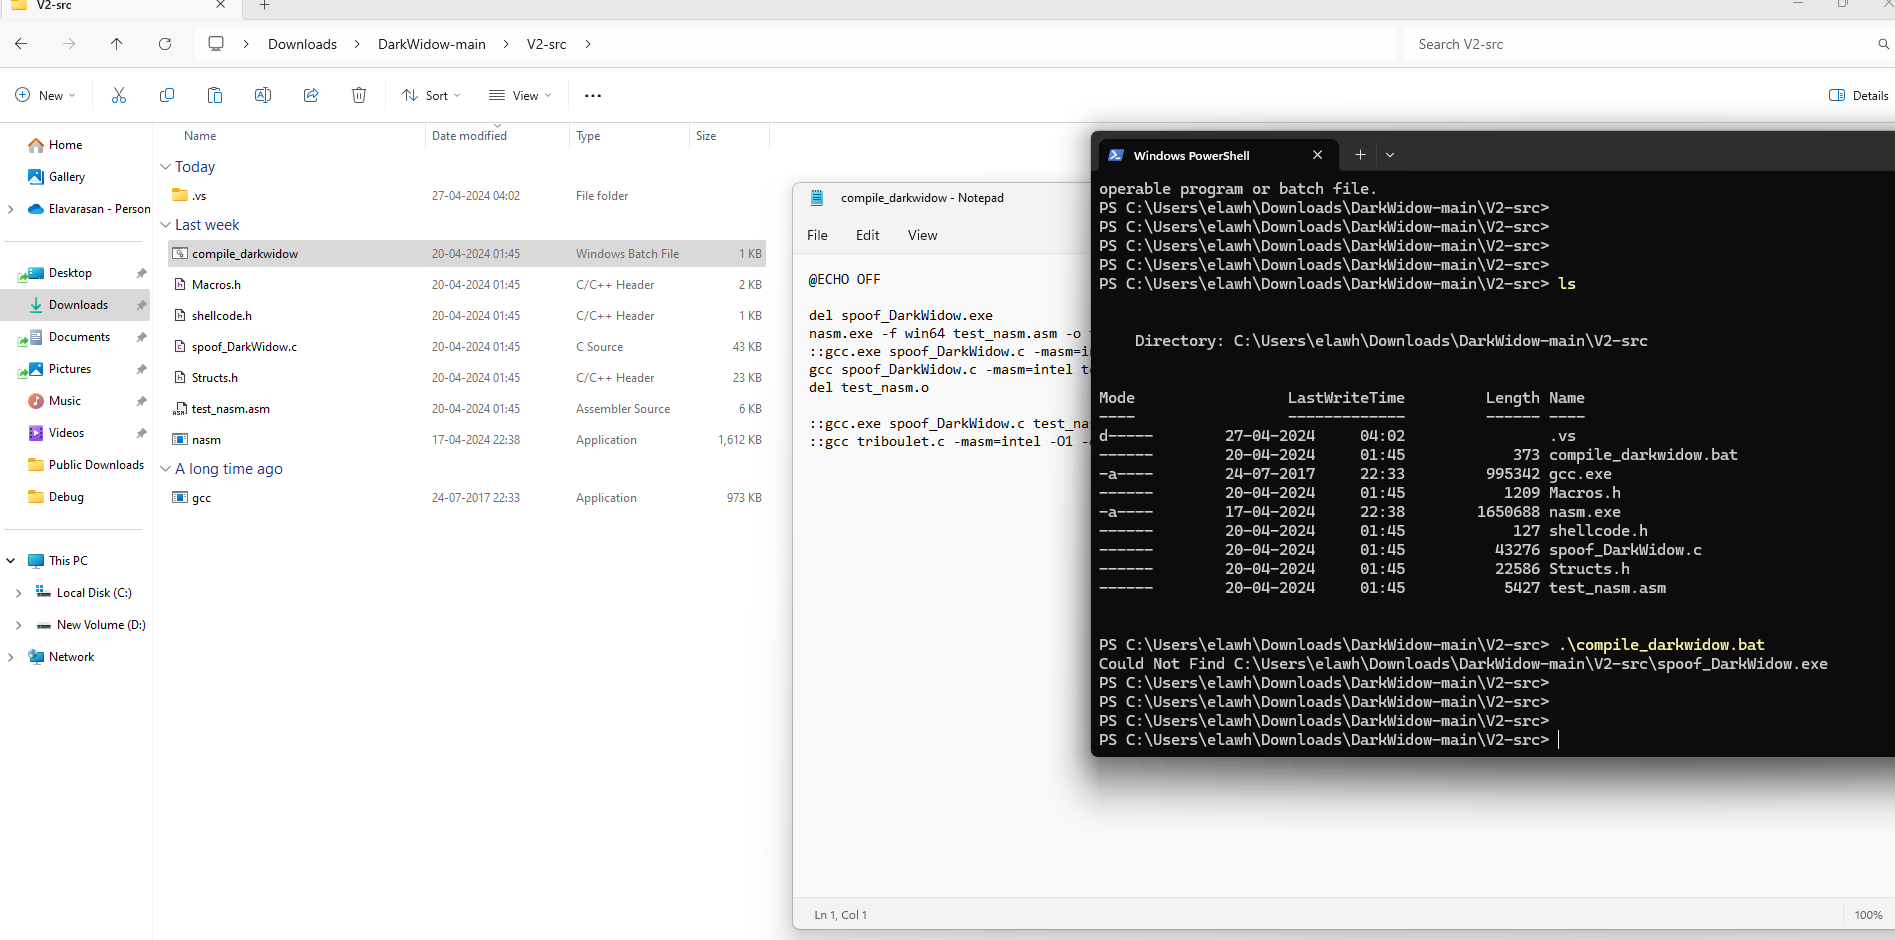 V2-src
Downloads > DarkWidow-main > V2-src >
Search V2-src
New
Sort
View
Details
Home
Gallery
Elavarasan - Person
Desktop
Downloads
Documents
Pictures
Music
Videos
Public Downloads
Debug
This PC
Local Disk (C:)
New Volume (D:)
Network
Name Date modified Type Size
Today
.vs 27-04-2024 04:02 File folder
Last week
compile_darkwidow 20-04-2024 01:45 Windows Batch File 1 KB
Macros.h 20-04-2024 01:45 C/C++ Header 2 KB
shellcode.h 20-04-2024 01:45 C/C++ Header 1 KB
spoof_DarkWidow.c 20-04-2024 01:45 C Source 43 KB
Structs.h 20-04-2024 01:45 C/C++ Header 23 KB
test_nasm.asm 20-04-2024 01:45 Assembler Source 6 KB
nasm 17-04-2024 22:38 Application 1,612 KB
A long time ago
gcc 24-07-2017 22:33 Application 973 KB
compile_darkwidow - Notepad
File Edit View
@ECHO OFF
del spoof_DarkWidow.exe
nasm.exe -f win64 test_nasm.asm -o
::gcc.exe spoof_DarkWidow.c -masm=in
gcc spoof_DarkWidow.c -masm=intel te
del test_nasm.o
::gcc.exe spoof_DarkWidow.c test_na
::gcc triboulet.c -masm=intel -O1 -
Ln 1, Col 1
100%
Windows PowerShell
operable program or batch file.
PS C:\Users\elawh\Downloads\DarkWidow-main\V2-src>
PS C:\Users\elawh\Downloads\DarkWidow-main\V2-src>
PS C:\Users\elawh\Downloads\DarkWidow-main\V2-src>
PS C:\Users\elawh\Downloads\DarkWidow-main\V2-src>
PS C:\Users\elawh\Downloads\DarkWidow-main\V2-src> ls
Directory: C:\Users\elawh\Downloads\DarkWidow-main\V2-src
Mode LastWriteTime Length Name
---- ------------- ------ ----
d----- 27-04-2024 04:02 .vs
------ 20-04-2024 01:45 373 compile_darkwidow.bat
-a---- 24-07-2017 22:33 995342 gcc.exe
------ 20-04-2024 01:45 1209 Macros.h
-a---- 17-04-2024 22:38 1650688 nasm.exe
------ 20-04-2024 01:45 127 shellcode.h
------ 20-04-2024 01:45 43276 spoof_DarkWidow.c
------ 20-04-2024 01:45 22586 Structs.h
------ 20-04-2024 01:45 5427 test_nasm.asm
PS C:\Users\elawh\Downloads\DarkWidow-main\V2-src> .\compile_darkwidow.bat
Could Not Find C:\Users\elawh\Downloads\DarkWidow-main\V2-src\spoof_DarkWidow.exe
PS C:\Users\elawh\Downloads\DarkWidow-main\V2-src>
PS C:\Users\elawh\Downloads\DarkWidow-main\V2-src>
PS C:\Users\elawh\Downloads\DarkWidow-main\V2-src>
PS C:\Users\elawh\Downloads\DarkWidow-main\V2-src>